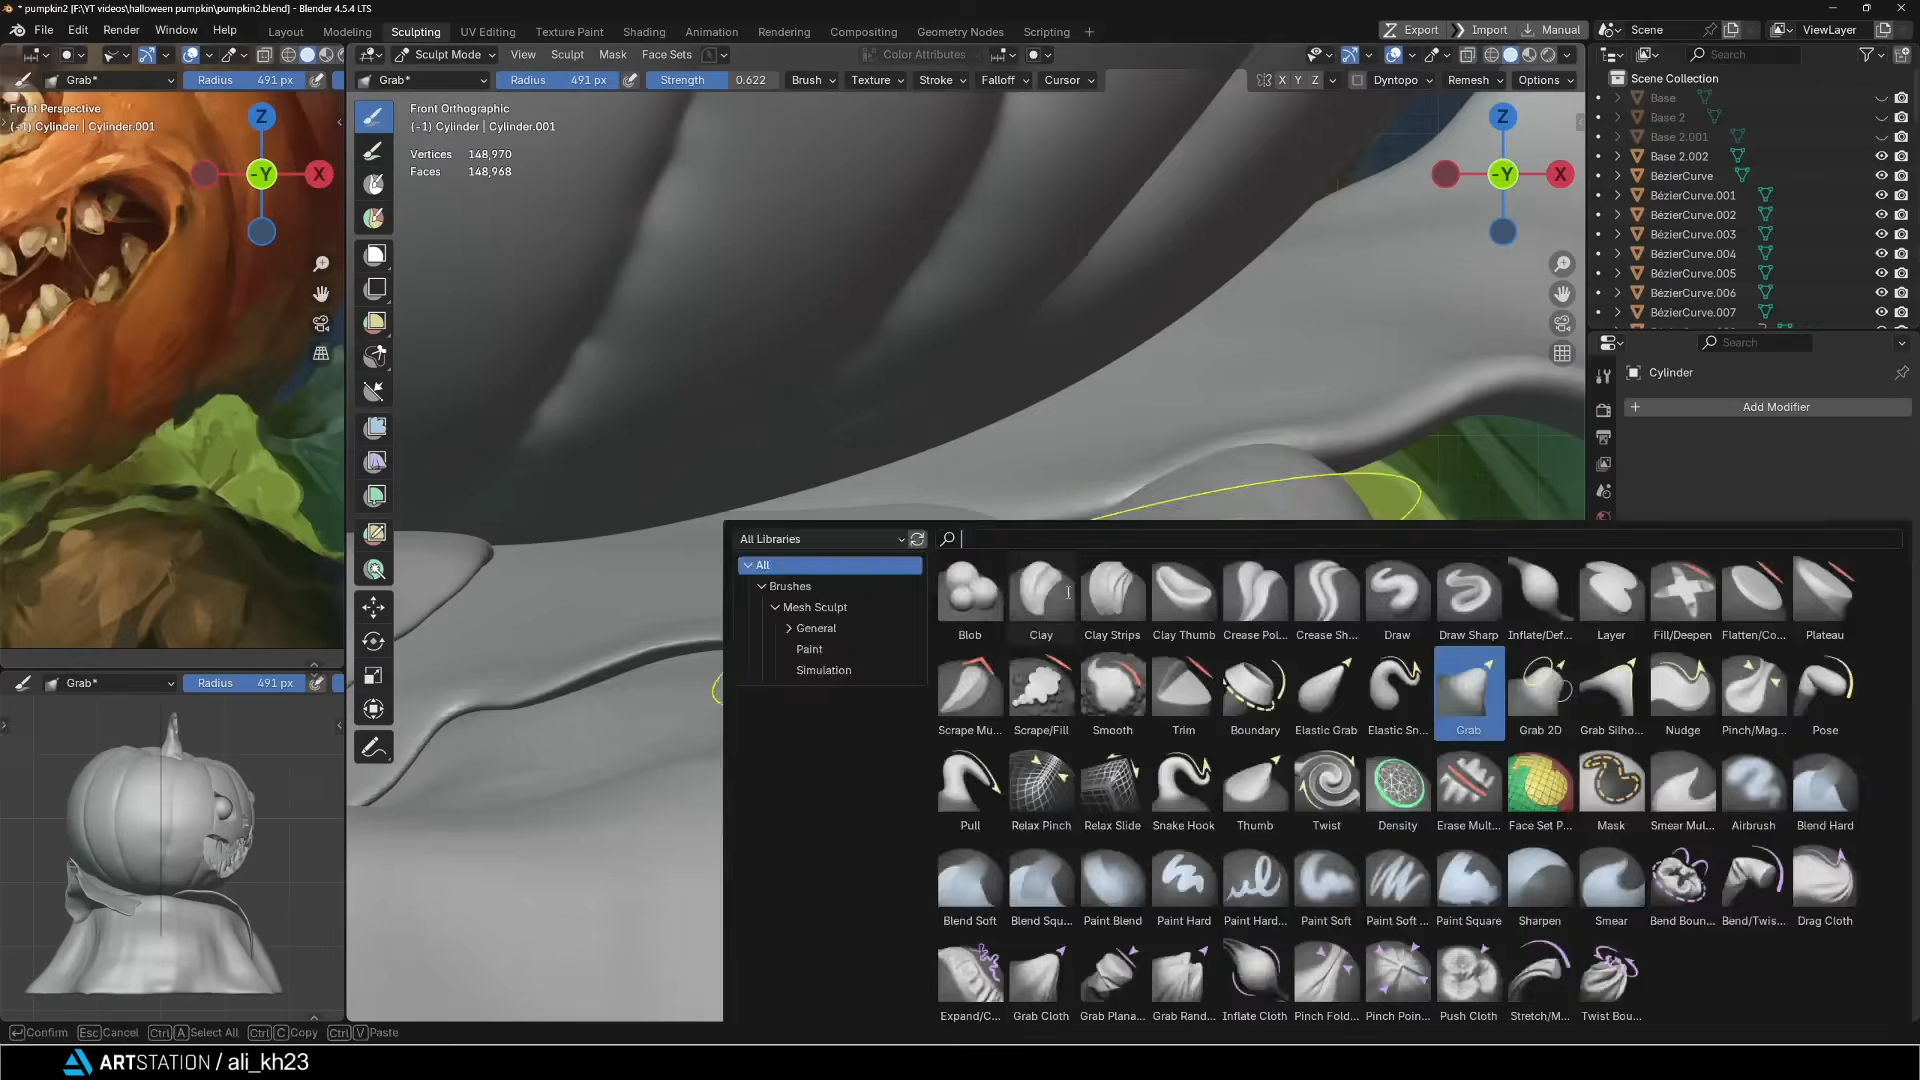 * pumpkin2 [F:\YT videos\halloween pumpkin\pumpkin2.blend] - Blender 4.5.4 LTS
File Edit Render Window Help Layout Modeling Sculpting UV Editing Texture Paint Shading Animation Rendering Compositing Geometry Nodes Scripting + Export Import Manual Scene ViewLayer
Sculpt Mode View Sculpt Mask Face Sets Color Attributes Search
Grab* Radius 491 px Grab* Radius 491 px Strength 0.622 Brush Texture Stroke Falloff Cursor X Y Z Dyntopo Remesh Options
Scene Collection
Front Perspective
(-1) Cylinder | Cylinder.001
Z
-Y
X
Front Orthographic
(-1) Cylinder | Cylinder.001
Vertices 148,970
Faces 148,968
Z
-Y
X
Base
Base 2
Base 2.001
Base 2.002
BézierCurve
BézierCurve.001
BézierCurve.002
BézierCurve.003
BézierCurve.004
BézierCurve.005
BézierCurve.006
BézierCurve.007
Search
Cylinder
+ Add Modifier
All Libraries
All
Brushes
Mesh Sculpt
General
Paint
Simulation
Blob Clay Clay Strips Clay Thumb Crease Pol... Crease Sh... Draw Draw Sharp Inflate/Def... Layer Fill/Deepen Flatten/Co... Plateau
Scrape Mu... Scrape/Fill Smooth Trim Boundary Elastic Grab Elastic Sn... Grab Grab 2D Grab Silho... Nudge Pinch/Mag... Pose
Pull Relax Pinch Relax Slide Snake Hook Thumb Twist Density Erase Mult... Face Set P... Mask Smear Mul... Airbrush Blend Hard
Blend Soft Blend Squ... Paint Blend Paint Hard Paint Hard... Paint Soft Paint Soft ... Paint Square Sharpen Smear Bend Boun... Bend/Twis... Drag Cloth
Expand/C... Grab Cloth Grab Plana... Grab Rand... Inflate Cloth Pinch Fold... Pinch Poin... Push Cloth Stretch/M... Twist Bou...
Grab* Radius 491 px
Confirm Esc Cancel Ctrl A Select All Ctrl C Copy Ctrl V Paste
ARTSTATION / ali_kh23